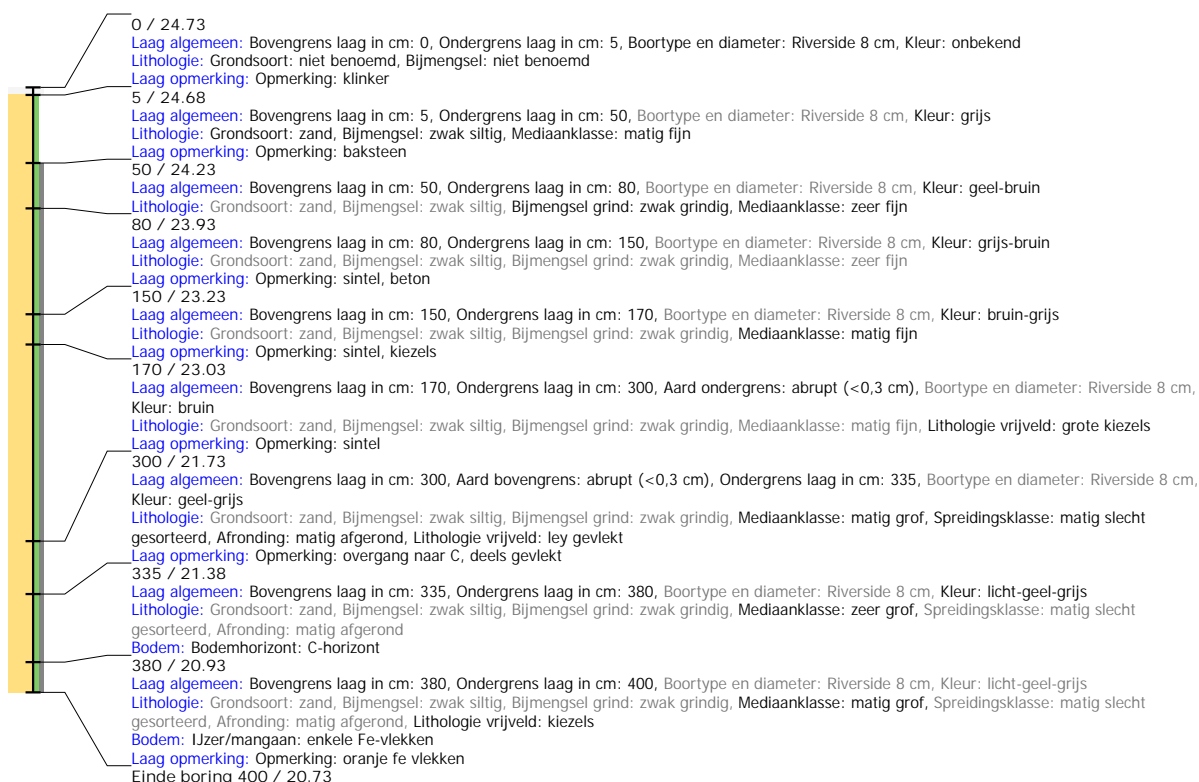 0 / 24.73
Laag algemeen: Bovengrens laag in cm: 0, Ondergrens laag in cm: 5, Boortype en diameter: Riverside 8 cm, Kleur: onbekend
Lithologie: Grondsoort: niet benoemd, Bijmengsel: niet benoemd
Laag opmerking: Opmerking: klinker
5 / 24.68
Laag algemeen: Bovengrens laag in cm: 5, Ondergrens laag in cm: 50, Boortype en diameter: Riverside 8 cm, Kleur: grijs
Lithologie: Grondsoort: zand, Bijmengsel: zwak siltig, Mediaanklasse: matig fijn
Laag opmerking: Opmerking: baksteen
50 / 24.23
Laag algemeen: Bovengrens laag in cm: 50, Ondergrens laag in cm: 80, Boortype en diameter: Riverside 8 cm, Kleur: geel-bruin
Lithologie: Grondsoort: zand, Bijmengsel: zwak siltig, Bijmengsel grind: zwak grindig, Mediaanklasse: zeer fijn
80 / 23.93
Laag algemeen: Bovengrens laag in cm: 80, Ondergrens laag in cm: 150, Boortype en diameter: Riverside 8 cm, Kleur: grijs-bruin
Lithologie: Grondsoort: zand, Bijmengsel: zwak siltig, Bijmengsel grind: zwak grindig, Mediaanklasse: zeer fijn
Laag opmerking: Opmerking: sintel, beton
150 / 23.23
Laag algemeen: Bovengrens laag in cm: 150, Ondergrens laag in cm: 170, Boortype en diameter: Riverside 8 cm, Kleur: bruin-grijs
Lithologie: Grondsoort: zand, Bijmengsel: zwak siltig, Bijmengsel grind: zwak grindig, Mediaanklasse: matig fijn
Laag opmerking: Opmerking: sintel, kiezels
170 / 23.03
Laag algemeen: Bovengrens laag in cm: 170, Ondergrens laag in cm: 300, Aard ondergrens: abrupt (<0,3 cm), Boortype en diameter: Riverside 8 cm,
Kleur: bruin
Lithologie: Grondsoort: zand, Bijmengsel: zwak siltig, Bijmengsel grind: zwak grindig, Mediaanklasse: matig fijn, Lithologie vrijveld: grote kiezels
Laag opmerking: Opmerking: sintel
300 / 21.73
Laag algemeen: Bovengrens laag in cm: 300, Aard bovengrens: abrupt (<0,3 cm), Ondergrens laag in cm: 335, Boortype en diameter: Riverside 8 cm,
Kleur: geel-grijs
Lithologie: Grondsoort: zand, Bijmengsel: zwak siltig, Bijmengsel grind: zwak grindig, Mediaanklasse: matig grof, Spreidingsklasse: matig slecht
gesorteerd, Afronding: matig afgerond, Lithologie vrijveld: ley gevlekt
Laag opmerking: Opmerking: overgang naar C, deels gevlekt
335 / 21.38
Laag algemeen: Bovengrens laag in cm: 335, Ondergrens laag in cm: 380, Boortype en diameter: Riverside 8 cm, Kleur: licht-geel-grijs
Lithologie: Grondsoort: zand, Bijmengsel: zwak siltig, Bijmengsel grind: zwak grindig, Mediaanklasse: zeer grof, Spreidingsklasse: matig slecht
gesorteerd, Afronding: matig afgerond
Bodem: Bodemhorizont: C-horizont
380 / 20.93
Laag algemeen: Bovengrens laag in cm: 380, Ondergrens laag in cm: 400, Boortype en diameter: Riverside 8 cm, Kleur: licht-geel-grijs
Lithologie: Grondsoort: zand, Bijmengsel: zwak siltig, Bijmengsel grind: zwak grindig, Mediaanklasse: matig grof, Spreidingsklasse: matig slecht
gesorteerd, Afronding: matig afgerond, Lithologie vrijveld: kiezels
Bodem: IJzer/mangaan: enkele Fe-vlekken
Laag opmerking: Opmerking: oranje fe vlekken
Einde boring 400 / 20.73